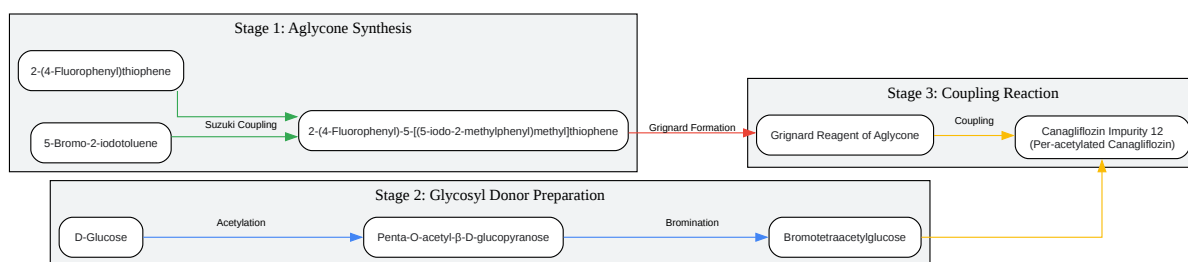 Stage 1: Aglycone Synthesis
2-(4-Fluorophenyl)thiophene
Suzuki Coupling
5-Bromo-2-iodotoluene
2-(4-Fluorophenyl)-5-[(5-iodo-2-methylphenyl)methyl]thiophene
Grignard Formation
Stage 3: Coupling Reaction
Grignard Reagent of Aglycone
Coupling
Canagliflozin Impurity 12
(Per-acetylated Canagliflozin)
Stage 2: Glycosyl Donor Preparation
D-Glucose
Acetylation
Penta-O-acetyl-β-D-glucopyranose
Bromination
Bromotetraacetylglucose